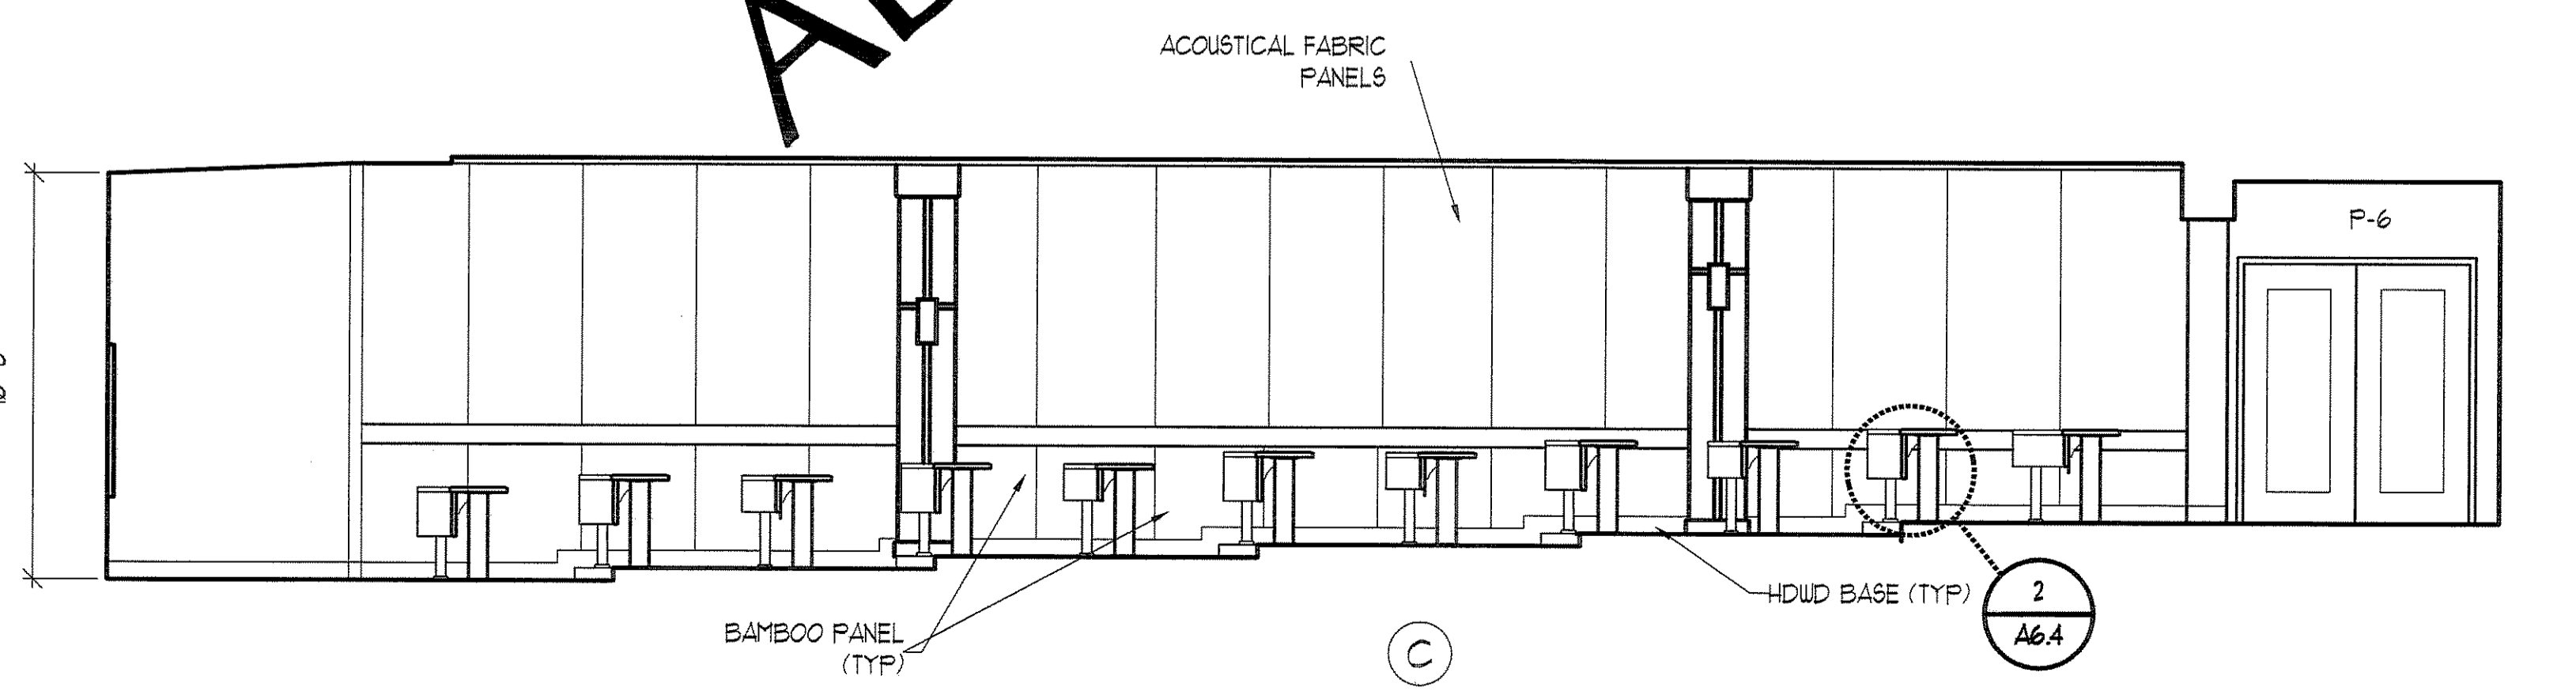 ACOUSTICAL FABRIC
PANELS
P-6
HDWD BASE (TYP)
2
A6.4
BAMBOO PANEL
(TYP)
C